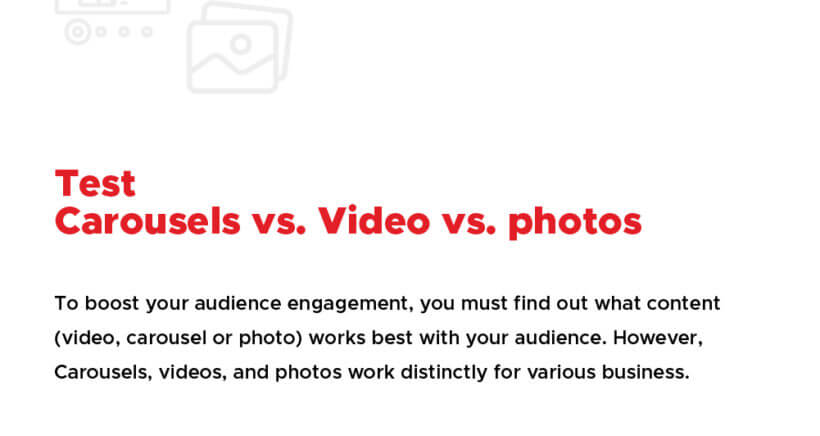 Test
Carousels vs. Video vs. photos
To boost your audience engagement, you must find out what content
(video, carousel or photo) works best with your audience. However,
Carousels, videos, and photos work distinctly for various business.